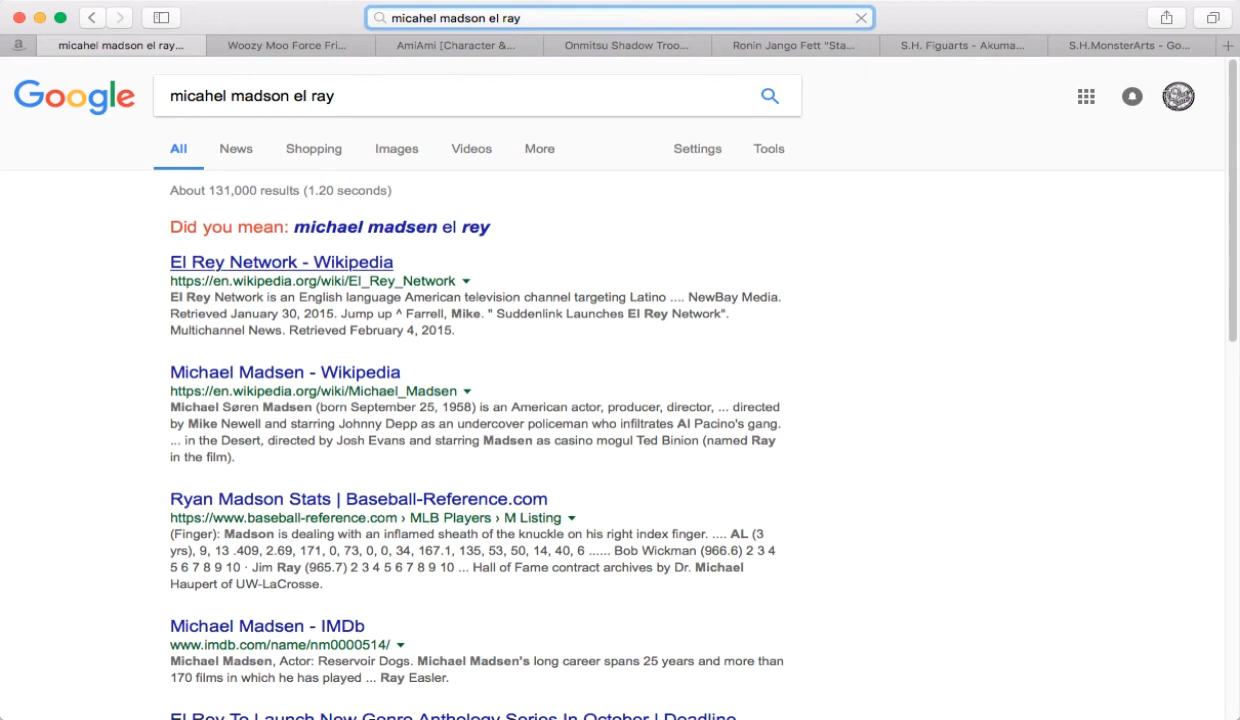 micahel madson el ray
a
micahel madson el ray...
Woozy Moo Force Fri...
AmiAmi [Character &...
Onmitsu Shadow Troo...
Ronin Jango Fett "Sta...
S.H. Figuarts - Akuma...
S.H.MonsterArts - Go...
Google
micahel madson el ray
All News Shopping Images Videos More Settings Tools
About 131,000 results (1.20 seconds)
Did you mean: michael madsen el rey
El Rey Network - Wikipedia
https://en.wikipedia.org/wiki/El_Rey_Network
El Rey Network is an English language American television channel targeting Latino .... NewBay Media.
Retrieved January 30, 2015. Jump up ^ Farrell, Mike. " Suddenlink Launches El Rey Network".
Multichannel News. Retrieved February 4, 2015.
Michael Madsen - Wikipedia
https://en.wikipedia.org/wiki/Michael_Madsen
Michael Søren Madsen (born September 25, 1958) is an American actor, producer, director, ... directed
by Mike Newell and starring Johnny Depp as an undercover policeman who infiltrates Al Pacino's gang.
... in the Desert, directed by Josh Evans and starring Madsen as casino mogul Ted Binion (named Ray
in the film).
Ryan Madson Stats | Baseball-Reference.com
https://www.baseball-reference.com › MLB Players › M Listing
(Finger): Madson is dealing with an inflamed sheath of the knuckle on his right index finger. .... AL (3
yrs), 9, 13 .409, 2.69, 171, 0, 73, 0, 0, 34, 167.1, 135, 53, 50, 14, 40, 6 ...... Bob Wickman (966.6) 2 3 4
5 6 7 8 9 10 · Jim Ray (965.7) 2 3 4 5 6 7 8 9 10 ... Hall of Fame contract archives by Dr. Michael
Haupert of UW-LaCrosse.
Michael Madsen - IMDb
www.imdb.com/name/nm0000514/
Michael Madsen, Actor: Reservoir Dogs. Michael Madsen's long career spans 25 years and more than
170 films in which he has played ... Ray Easler.
El Rey To Launch New Genre Anthology Series In October | Deadline